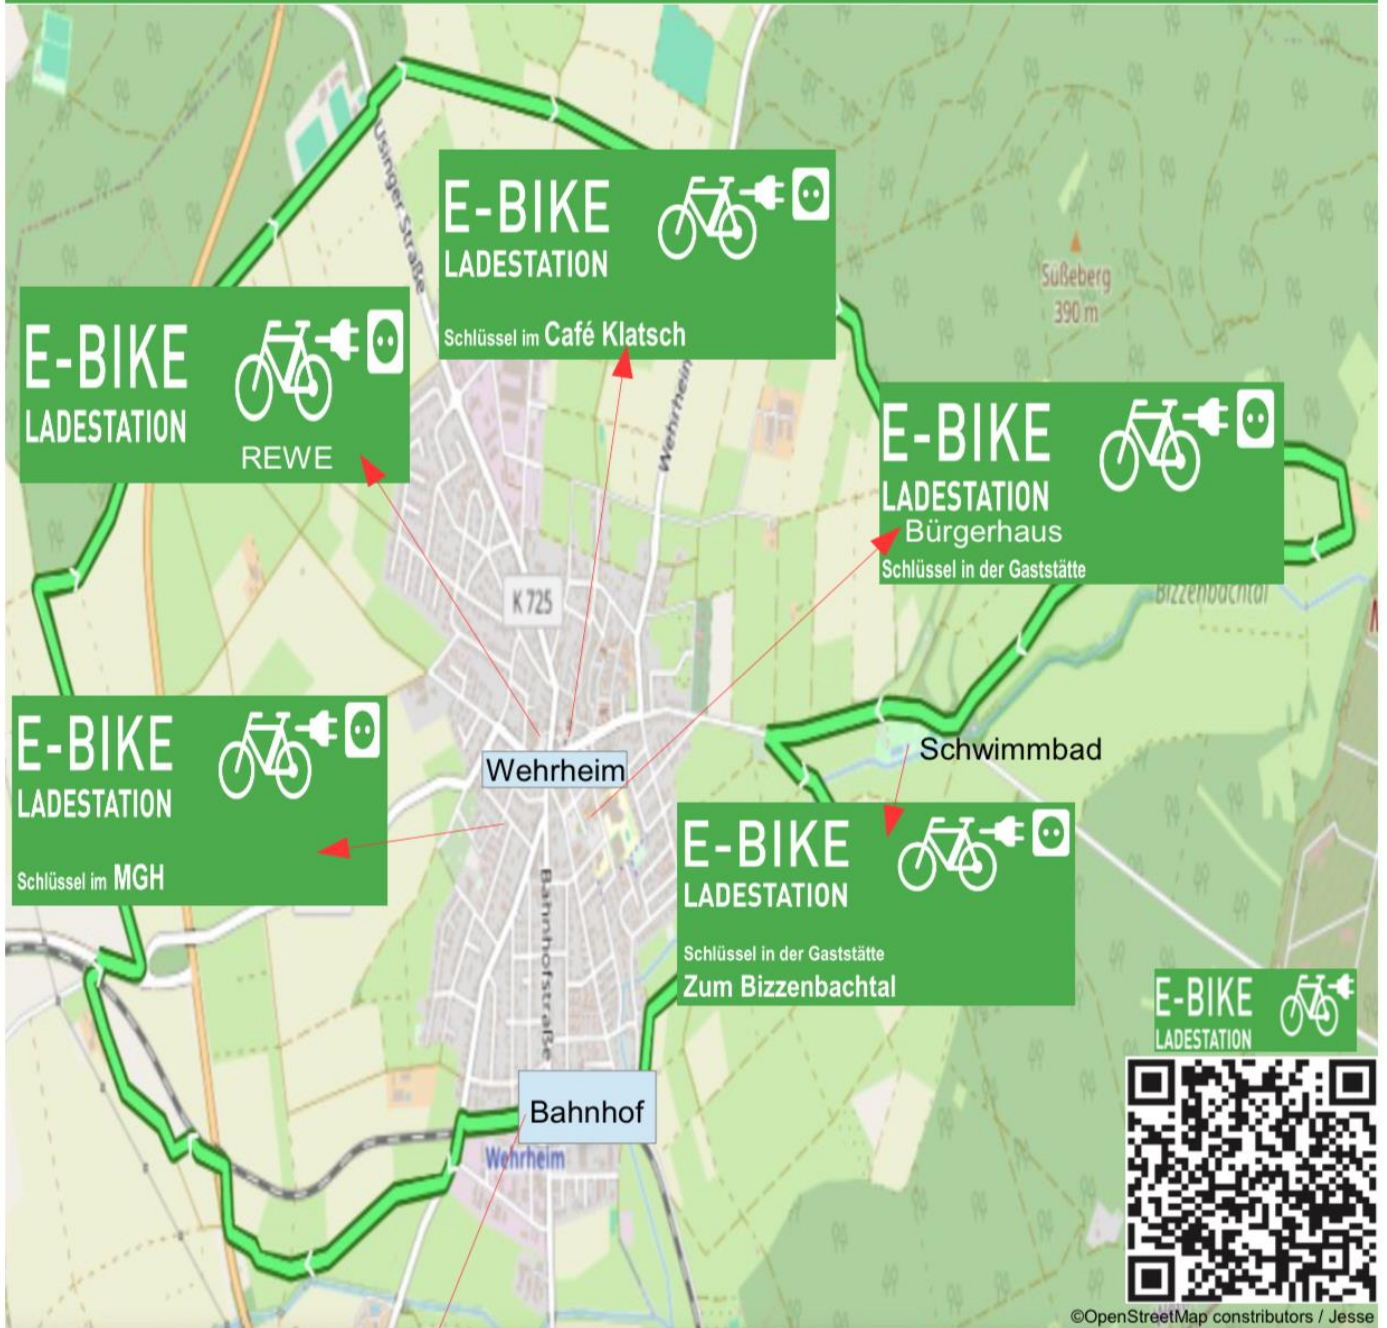 Usinger Straße
E-BIKE
LADESTATION
Schlüssel im Café Klatsch
Süßeberg
390 m
E-BIKE
LADESTATION
REWE
Wehrheim
E-BIKE
LADESTATION
Bürgerhaus
Schlüssel in der Gaststätte
Bizzenbachtal
K 725
E-BIKE
LADESTATION
Schlüssel im MGH
Wehrheim
Schwimmbad
E-BIKE
LADESTATION
Schlüssel in der Gaststätte
Zum Bizzenbachtal
Bahnhofstraße
Bahnhof
Wehrheim
E-BIKE
LADESTATION
©OpenStreetMap constributors / Jesse